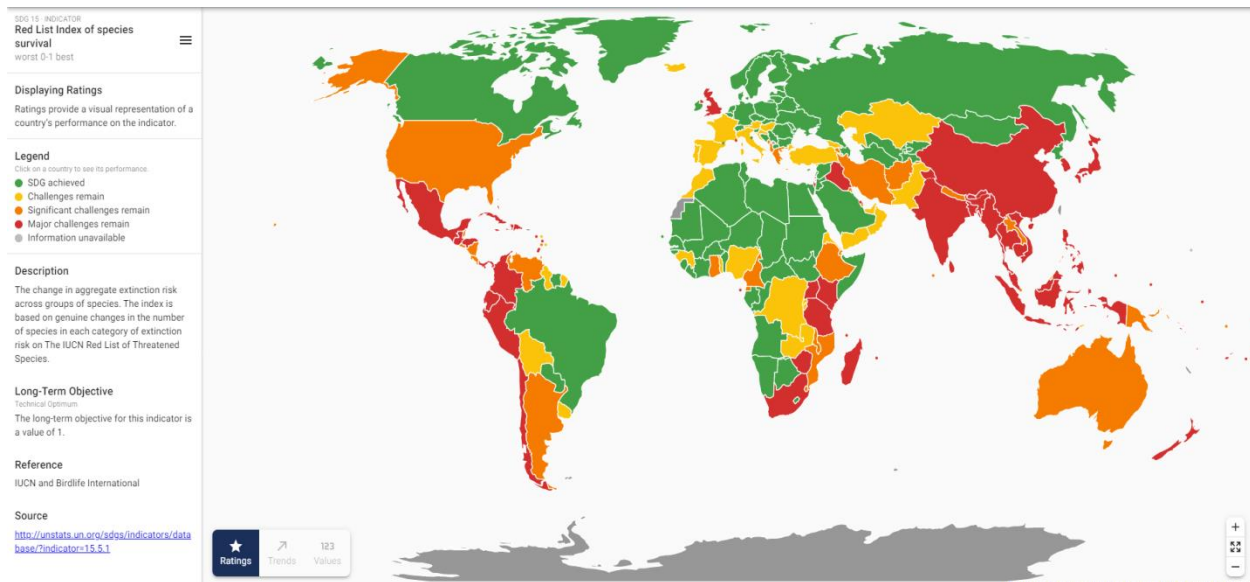 SDG 15 · INDICATOR
Red List Index of species
survival
worst 0-1 best
Displaying Ratings
Ratings provide a visual representation of a
country's performance on the indicator.
Legend
Click on a country to see its performance.
SDG achieved
Challenges remain
Significant challenges remain
Major challenges remain
Information unavailable
Description
The change in aggregate extinction risk
across groups of species. The index is
based on genuine changes in the number
of species in each category of extinction
risk on The IUCN Red List of Threatened
Species.
Long-Term Objective
Technical Optimum
The long-term objective for this indicator is
a value of 1.
Reference
IUCN and Birdlife International
Source
http://unstats.un.org/sdgs/indicators/data
base/?indicator=15.5.1
123
Ratings Trends Values
+
−